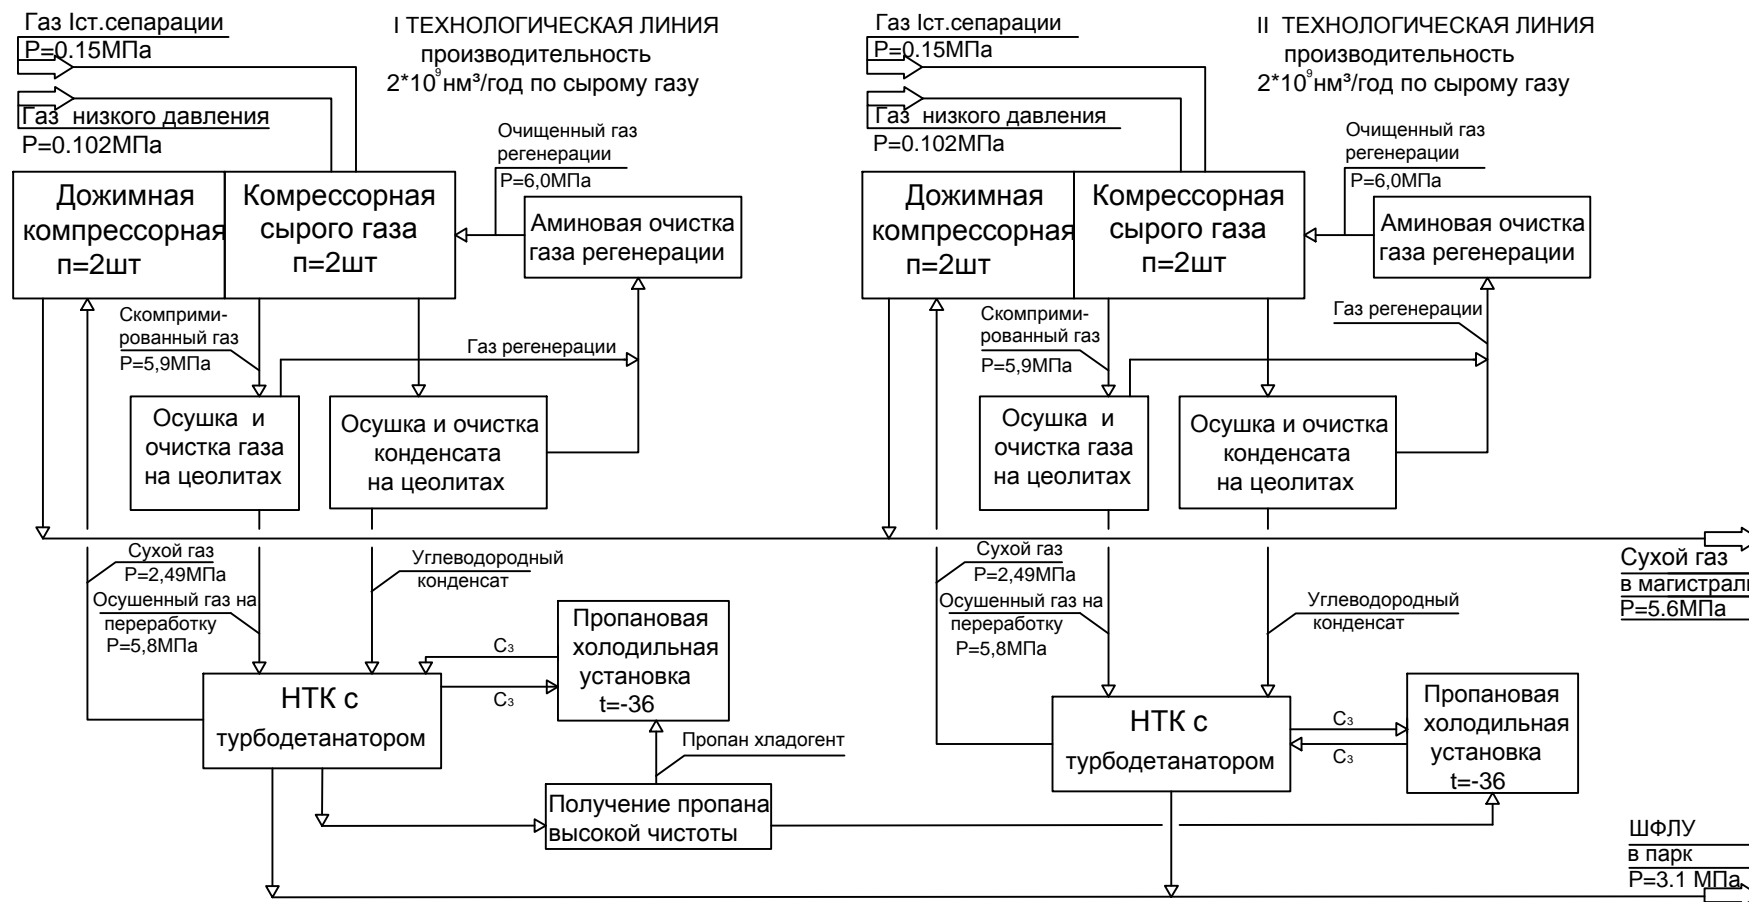 Газ Iст.сепарации
P=0.15МПа
Газ низкого давления
P=0.102МПа
I ТЕХНОЛОГИЧЕСКАЯ ЛИНИЯ
производительность
2*10⁹нм³/год по сырому газу
Очищенный газ
регенерации
P=6,0МПа
Дожимная
компрессорная
п=2шт
Комрессорная
сырого газа
п=2шт
Аминовая очистка
газа регенерации
Скомпримиро-
рованный газ
P=5,9МПа
Газ регенерации
Осушка и
очистка газа
на цеолитах
Осушка и очистка
конденсата
на цеолитах
Сухой газ
P=2,49МПа
Осушенный газ на
переработку
P=5,8МПа
Углеводородный
конденсат
НТК с
турбодетанатором
C₃
C₃
Пропановая
холодильная
установка
t=-36
Пропан хладогент
Получение пропана
высокой чистоты
Газ Iст.сепарации
P=0.15МПа
Газ низкого давления
P=0.102МПа
II ТЕХНОЛОГИЧЕСКАЯ ЛИНИЯ
производительность
2*10⁹нм³/год по сырому газу
Очищенный газ
регенерации
P=6,0МПа
Дожимная
компрессорная
п=2шт
Комрессорная
сырого газа
п=2шт
Аминовая очистка
газа регенерации
Скомприми-
рованный газ
P=5,9МПа
Газ регенерации
Осушка и
очистка газа
на цеолитах
Осушка и очистка
конденсата
на цеолитах
Сухой газ
P=2,49МПа
Осушенный газ на
переработку
P=5,8МПа
Углеводородный
конденсат
НТК с
турбодетанатором
C₃
C₃
Пропановая
холодильная
установка
t=-36
Сухой газ
в магистраль
P=5.6МПа
ШФЛУ
в парк
P=3.1 МПа